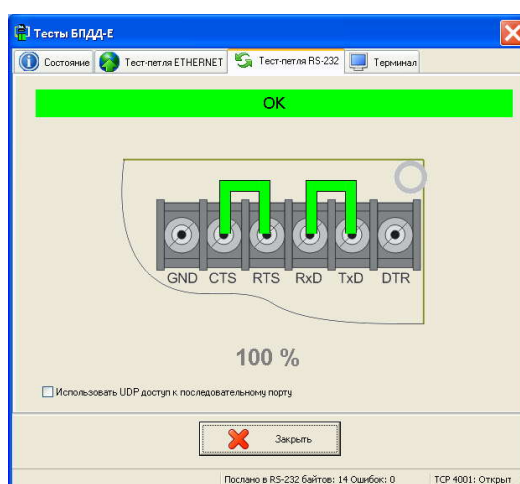 Тесты БПДД-Е
Состояние Тест-петля ETHERNET Тест-петля RS-232 Терминал
OK
GND CTS RTS RxD TxD DTR
100 %
Использовать UDP доступ к последовательному порту
Закрыть
Послано в RS-232 байтов: 14 Ошибок: 0 TCP 4001: Открыт